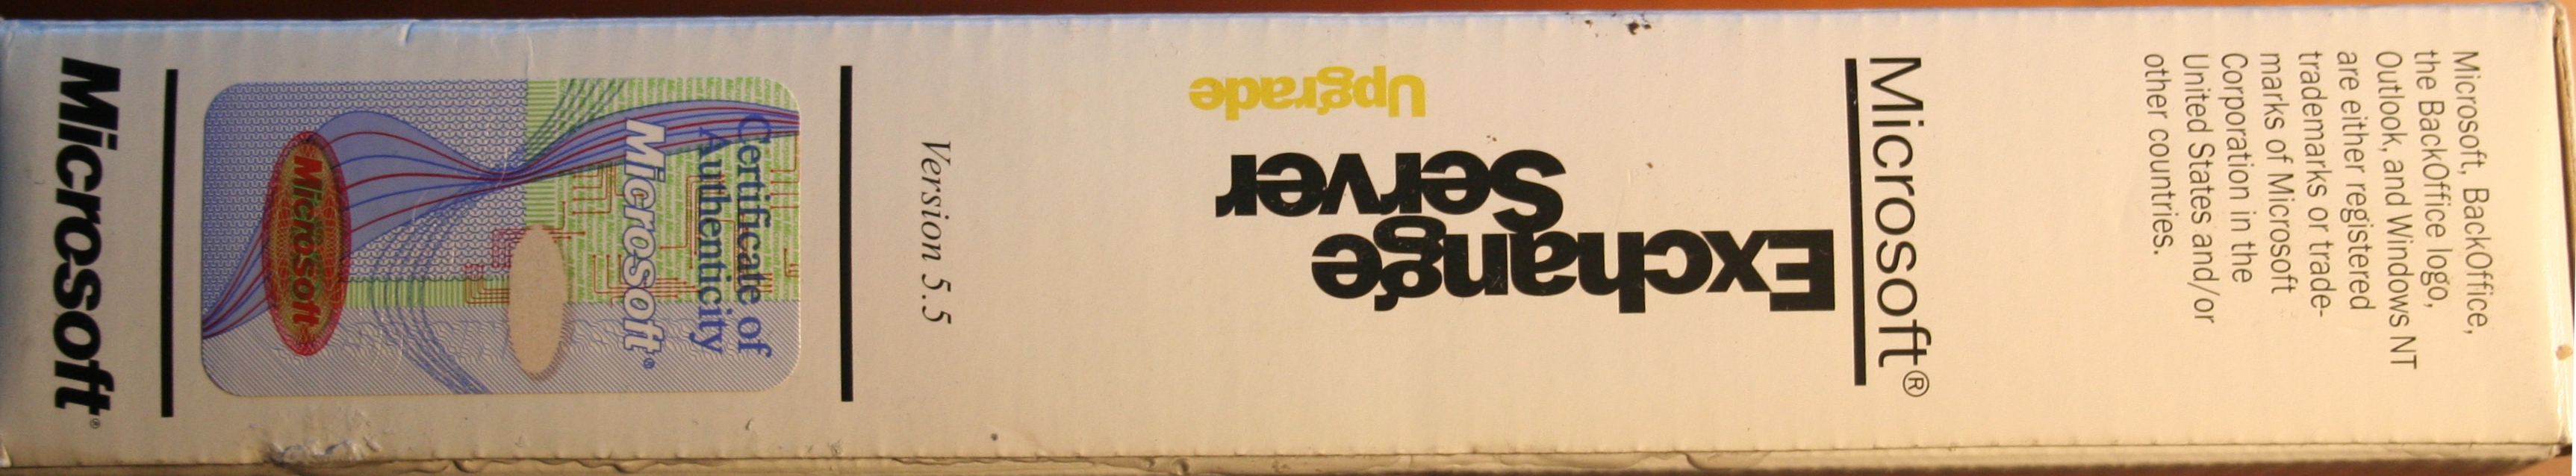 Microsoft, BackOffice,
the BackOffice logo,
Outlook, and Windows NT
are either registered
trademarks or trade-
marks of Microsoft
Corporation in the
United States and/or
other countries.
Microsoft®
Exchange
Server
Upgrade
Version 5.5
Certificate of
Authenticity
Microsoft®
Microsoft
Microsoft®